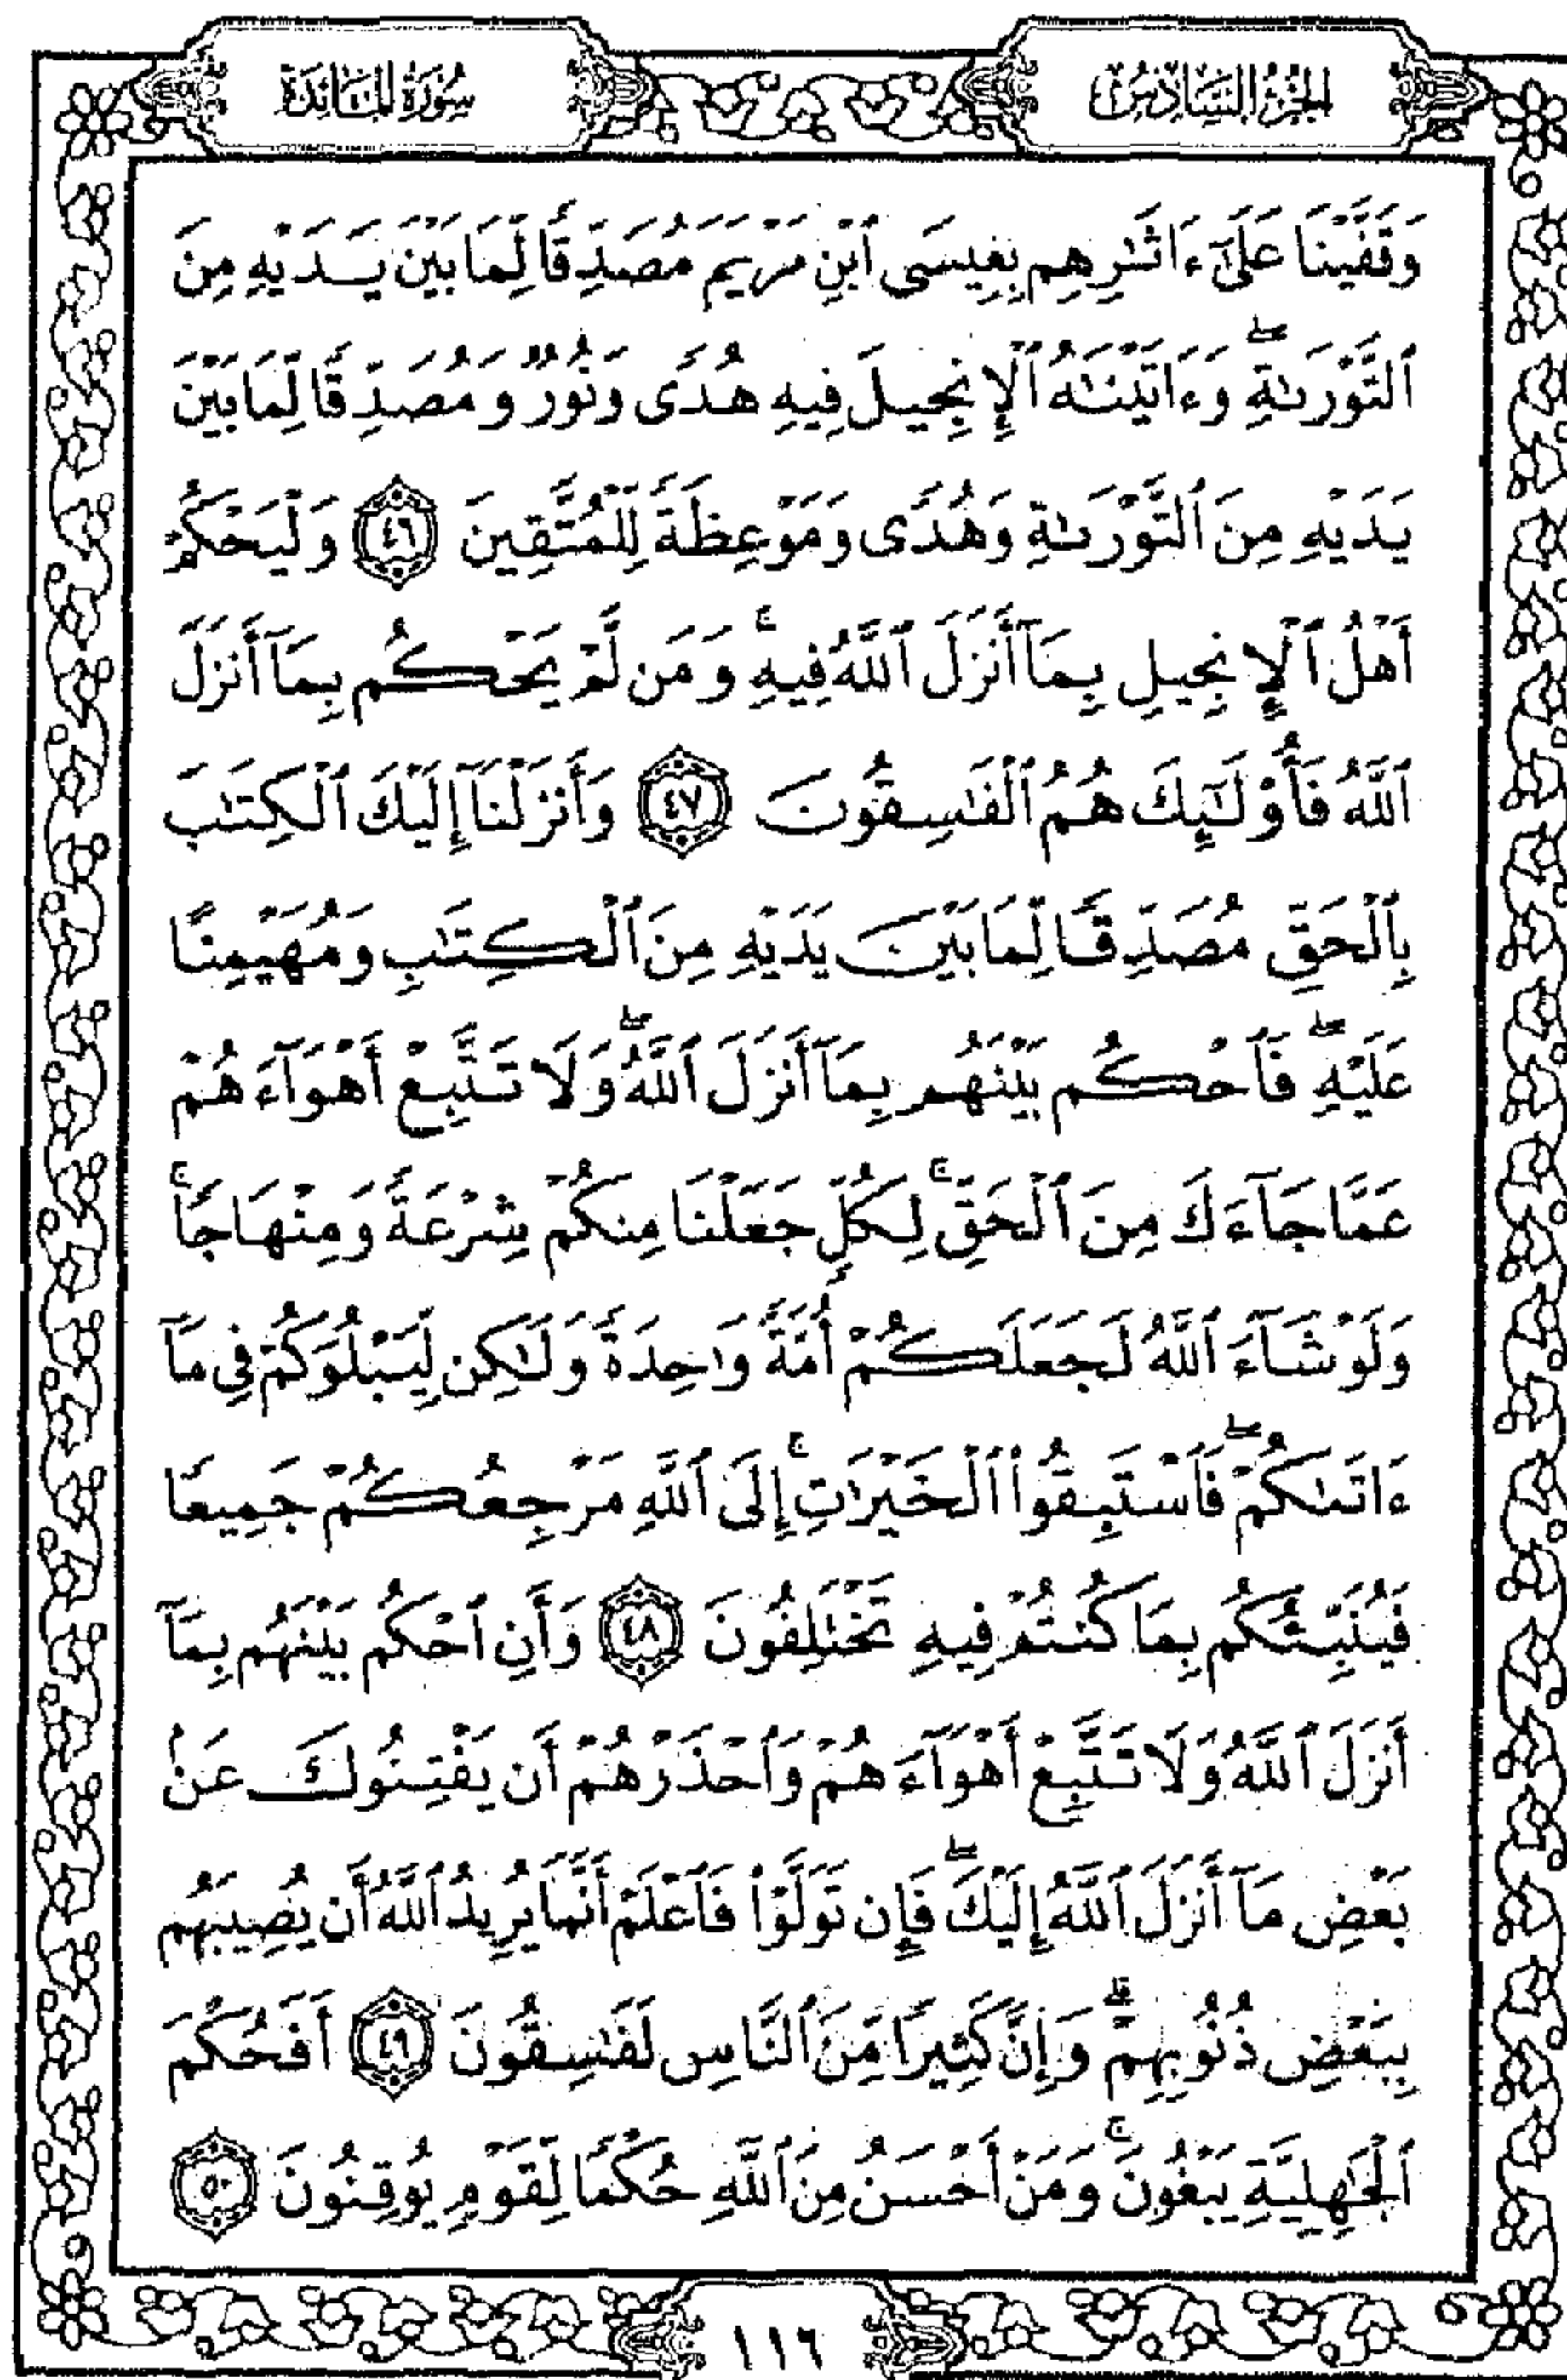 الجزء السادس
سورة المائدة
وَقَفَّيْنَا عَلَىٰٓ ءَاثَٰرِهِم بِعِيسَى ٱبْنِ مَرْيَمَ مُصَدِّقًا لِّمَا بَيْنَ يَدَيْهِ مِنَ
ٱلتَّوْرَىٰةِۖ وَءَاتَيْنَٰهُ ٱلْإِنجِيلَ فِيهِ هُدًى وَنُورٌ وَمُصَدِّقًا لِّمَا بَيْنَ
يَدَيْهِ مِنَ ٱلتَّوْرَىٰةِ وَهُدًى وَمَوْعِظَةً لِّلْمُتَّقِينَ ٤٦ وَلْيَحْكُمْ
أَهْلُ ٱلْإِنجِيلِ بِمَآ أَنزَلَ ٱللَّهُ فِيهِۚ وَمَن لَّمْ يَحْكُم بِمَآ أَنزَلَ
ٱللَّهُ فَأُو۟لَٰٓئِكَ هُمُ ٱلْفَٰسِقُونَ ٤٧ وَأَنزَلْنَآ إِلَيْكَ ٱلْكِتَٰبَ
بِٱلْحَقِّ مُصَدِّقًا لِّمَا بَيْنَ يَدَيْهِ مِنَ ٱلْكِتَٰبِ وَمُهَيْمِنًا
عَلَيْهِۖ فَٱحْكُم بَيْنَهُم بِمَآ أَنزَلَ ٱللَّهُۖ وَلَا تَتَّبِعْ أَهْوَآءَهُمْ
عَمَّا جَآءَكَ مِنَ ٱلْحَقِّۚ لِكُلٍّ جَعَلْنَا مِنكُمْ شِرْعَةً وَمِنْهَاجًاۚ
وَلَوْ شَآءَ ٱللَّهُ لَجَعَلَكُمْ أُمَّةً وَٰحِدَةً وَلَٰكِن لِّيَبْلُوَكُمْ فِى مَآ
ءَاتَىٰكُمْۖ فَٱسْتَبِقُوا۟ ٱلْخَيْرَٰتِۚ إِلَى ٱللَّهِ مَرْجِعُكُمْ جَمِيعًا
فَيُنَبِّئُكُم بِمَا كُنتُمْ فِيهِ تَخْتَلِفُونَ ٤٨ وَأَنِ ٱحْكُم بَيْنَهُم بِمَآ
أَنزَلَ ٱللَّهُ وَلَا تَتَّبِعْ أَهْوَآءَهُمْ وَٱحْذَرْهُمْ أَن يَفْتِنُوكَ عَنۢ
بَعْضِ مَآ أَنزَلَ ٱللَّهُ إِلَيْكَۖ فَإِن تَوَلَّوْا۟ فَٱعْلَمْ أَنَّمَا يُرِيدُ ٱللَّهُ أَن يُصِيبَهُم
بِبَعْضِ ذُنُوبِهِمْۗ وَإِنَّ كَثِيرًا مِّنَ ٱلنَّاسِ لَفَٰسِقُونَ ٤٩ أَفَحُكْمَ
ٱلْجَٰهِلِيَّةِ يَبْغُونَۚ وَمَنْ أَحْسَنُ مِنَ ٱللَّهِ حُكْمًا لِّقَوْمٍ يُوقِنُونَ ٥٠
١١٦